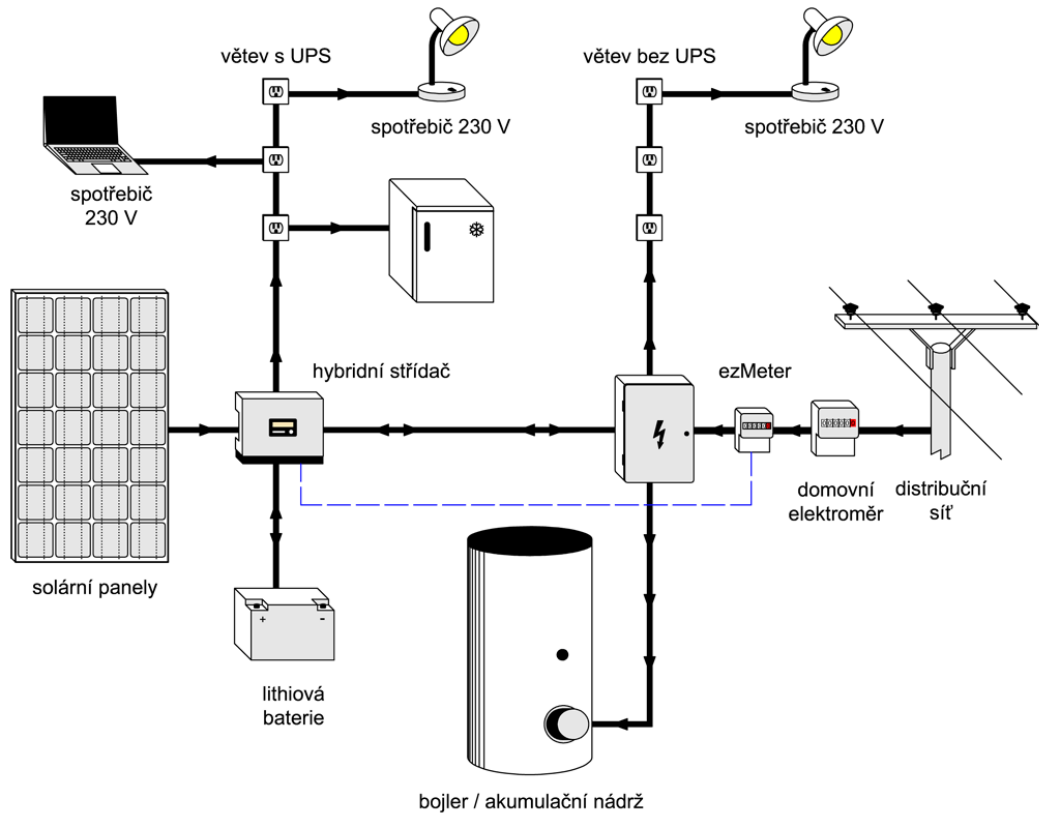 větev s UPS
větev bez UPS
spotřebič 230 V
spotřebič 230 V
spotřebič
230 V
hybridní střídač
ezMeter
domovní
elektroměr
distribuční
síť
solární panely
+ −
lithiová
baterie
bojler / akumulační nádrž